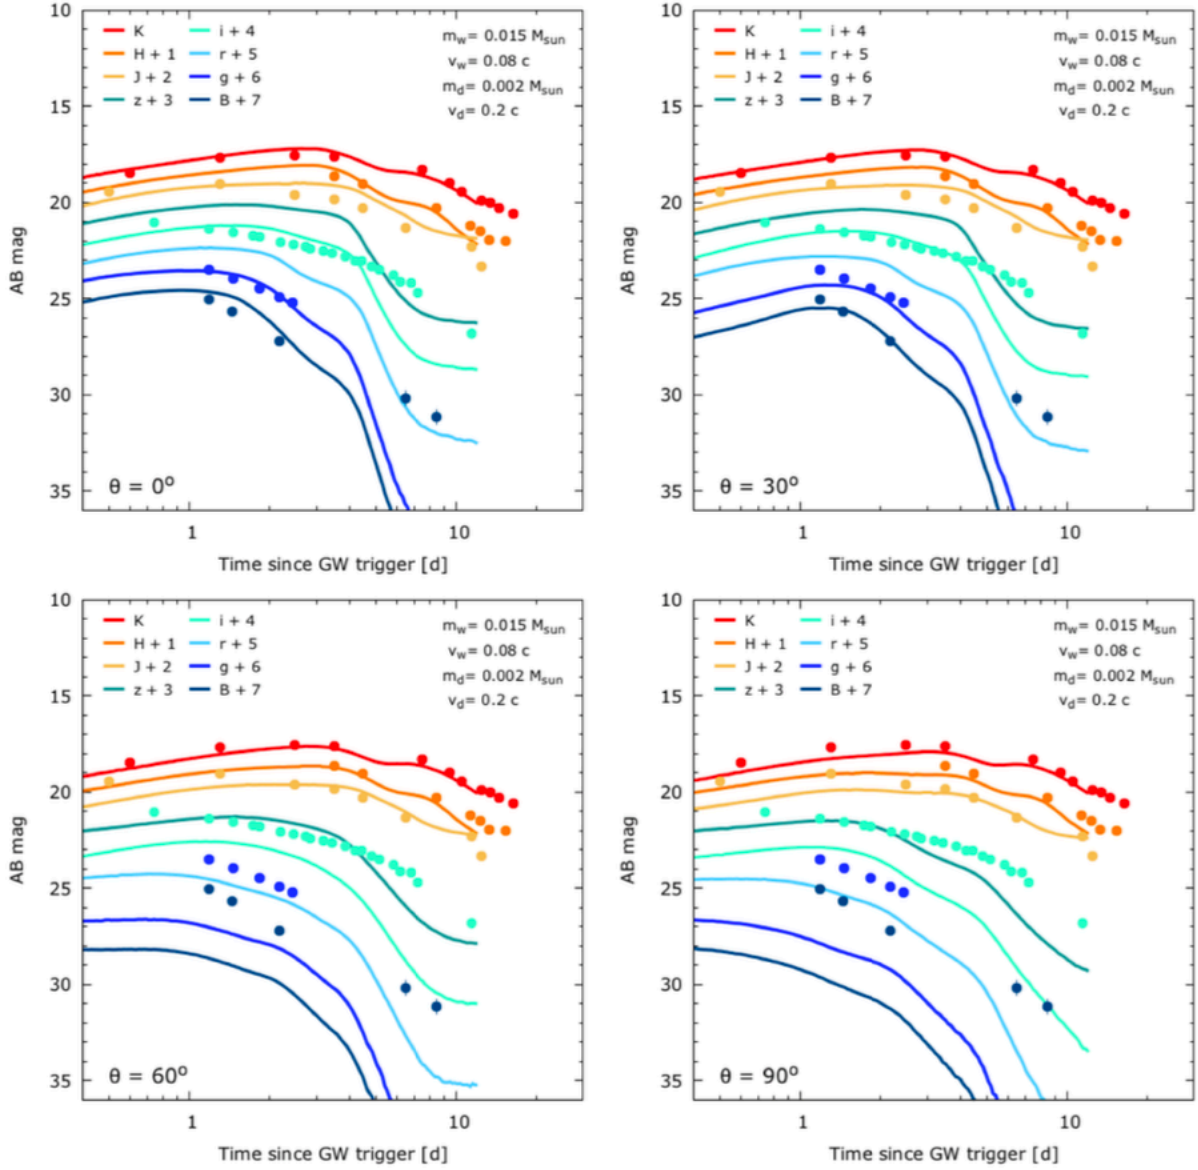 10
15
20
25
30
35
AB mag
K
H + 1
J + 2
z + 3
i + 4
r + 5
g + 6
B + 7
m_w= 0.015 M_sun
v_w= 0.08 c
m_d= 0.002 M_sun
v_d= 0.2 c
θ = 0°
1 10
Time since GW trigger [d]
10
15
20
25
30
35
AB mag
K
H + 1
J + 2
z + 3
i + 4
r + 5
g + 6
B + 7
m_w= 0.015 M_sun
v_w= 0.08 c
m_d= 0.002 M_sun
v_d= 0.2 c
θ = 30°
1 10
Time since GW trigger [d]
10
15
20
25
30
35
AB mag
K
H + 1
J + 2
z + 3
i + 4
r + 5
g + 6
B + 7
m_w= 0.015 M_sun
v_w= 0.08 c
m_d= 0.002 M_sun
v_d= 0.2 c
θ = 60°
1 10
Time since GW trigger [d]
10
15
20
25
30
35
AB mag
K
H + 1
J + 2
z + 3
i + 4
r + 5
g + 6
B + 7
m_w= 0.015 M_sun
v_w= 0.08 c
m_d= 0.002 M_sun
v_d= 0.2 c
θ = 90°
1 10
Time since GW trigger [d]